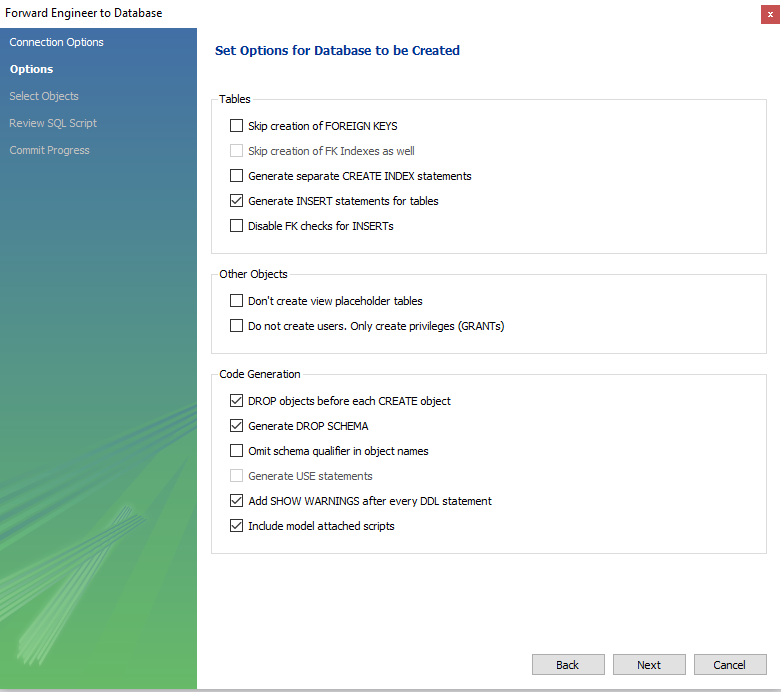 Forward Engineer to Database
x
Connection Options
Options
Select Objects
Review SQL Script
Commit Progress
Set Options for Database to be Created
Tables
Skip creation of FOREIGN KEYS
Skip creation of FK Indexes as well
Generate separate CREATE INDEX statements
Generate INSERT statements for tables
Disable FK checks for INSERTs
Other Objects
Don't create view placeholder tables
Do not create users. Only create privileges (GRANTs)
Code Generation
DROP objects before each CREATE object
Generate DROP SCHEMA
Omit schema qualifier in object names
Generate USE statements
Add SHOW WARNINGS after every DDL statement
Include model attached scripts
Back Next Cancel